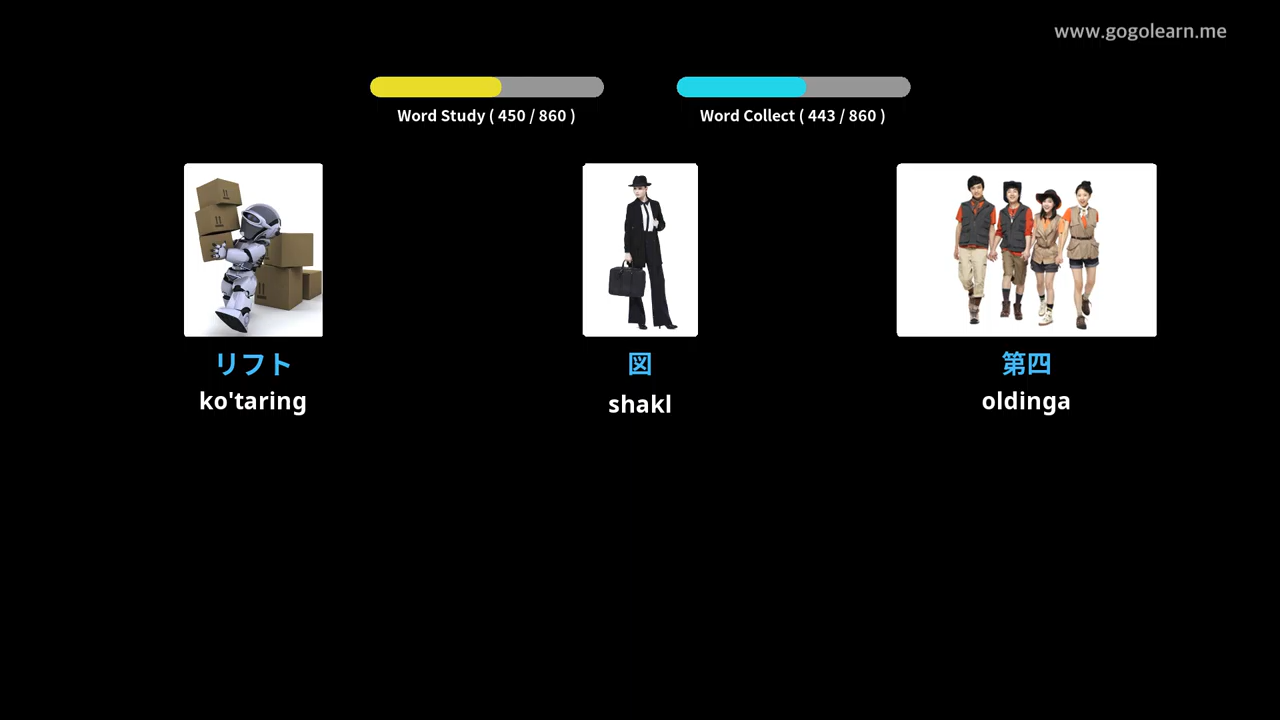 www.gogolearn.me
Word Study ( 450 / 860 )
Word Collect ( 443 / 860 )
リフト
図
第四
ko'taring
shakl
oldinga